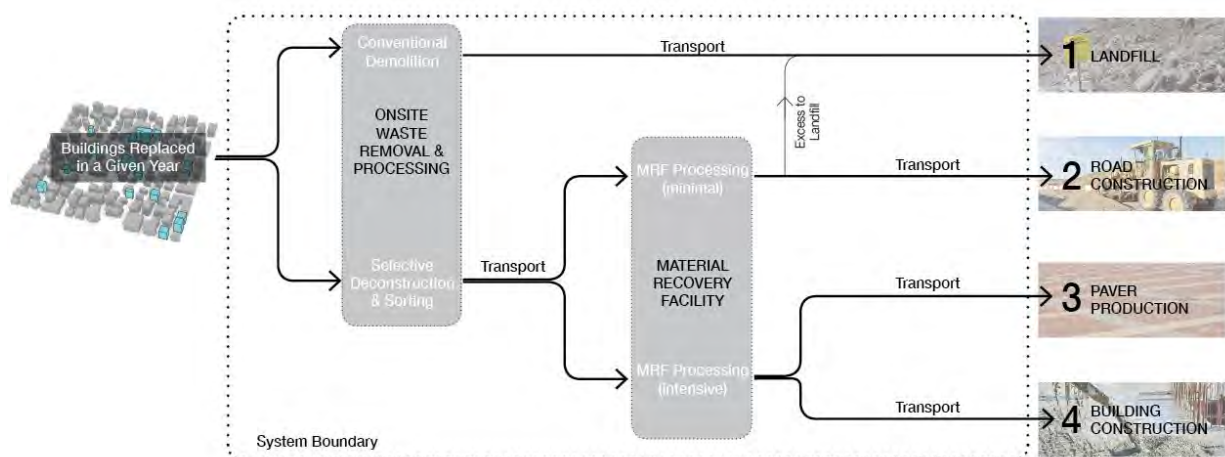 Buildings Replaced
in a Given Year
Conventional
Demolition
ONSITE
WASTE
REMOVAL &
PROCESSING
Selective
Deconstruction
& Sorting
Transport
Transport
Excess to
Landfill
MRF Processing
(minimal)
MATERIAL
RECOVERY
FACILITY
MRF Processing
(intensive)
Transport
Transport
Transport
1 LANDFILL
2 ROAD
CONSTRUCTION
3 PAVER
PRODUCTION
4 BUILDING
CONSTRUCTION
System Boundary